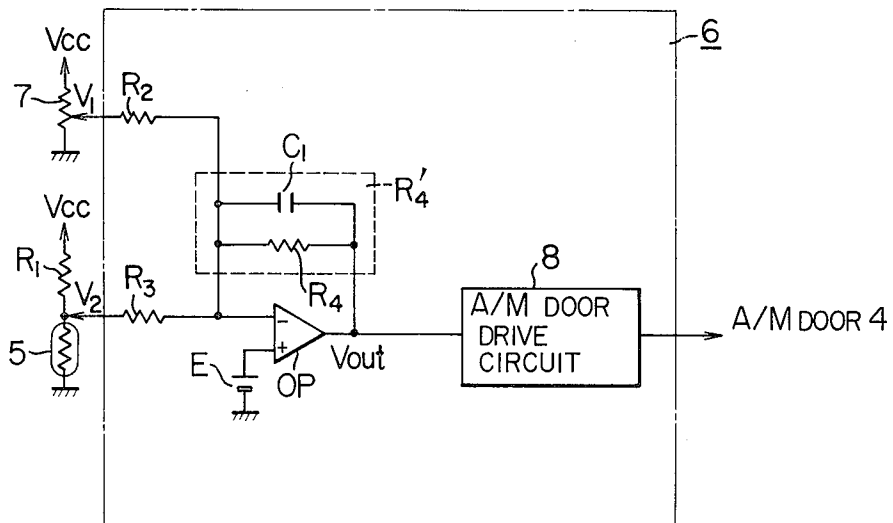 6
Vcc
7
V1
R2
C1
R4'
Vcc
R1
V2
R3
R4
5
E
OP
Vout
8
A/M DOOR
DRIVE
CIRCUIT
A/M DOOR 4